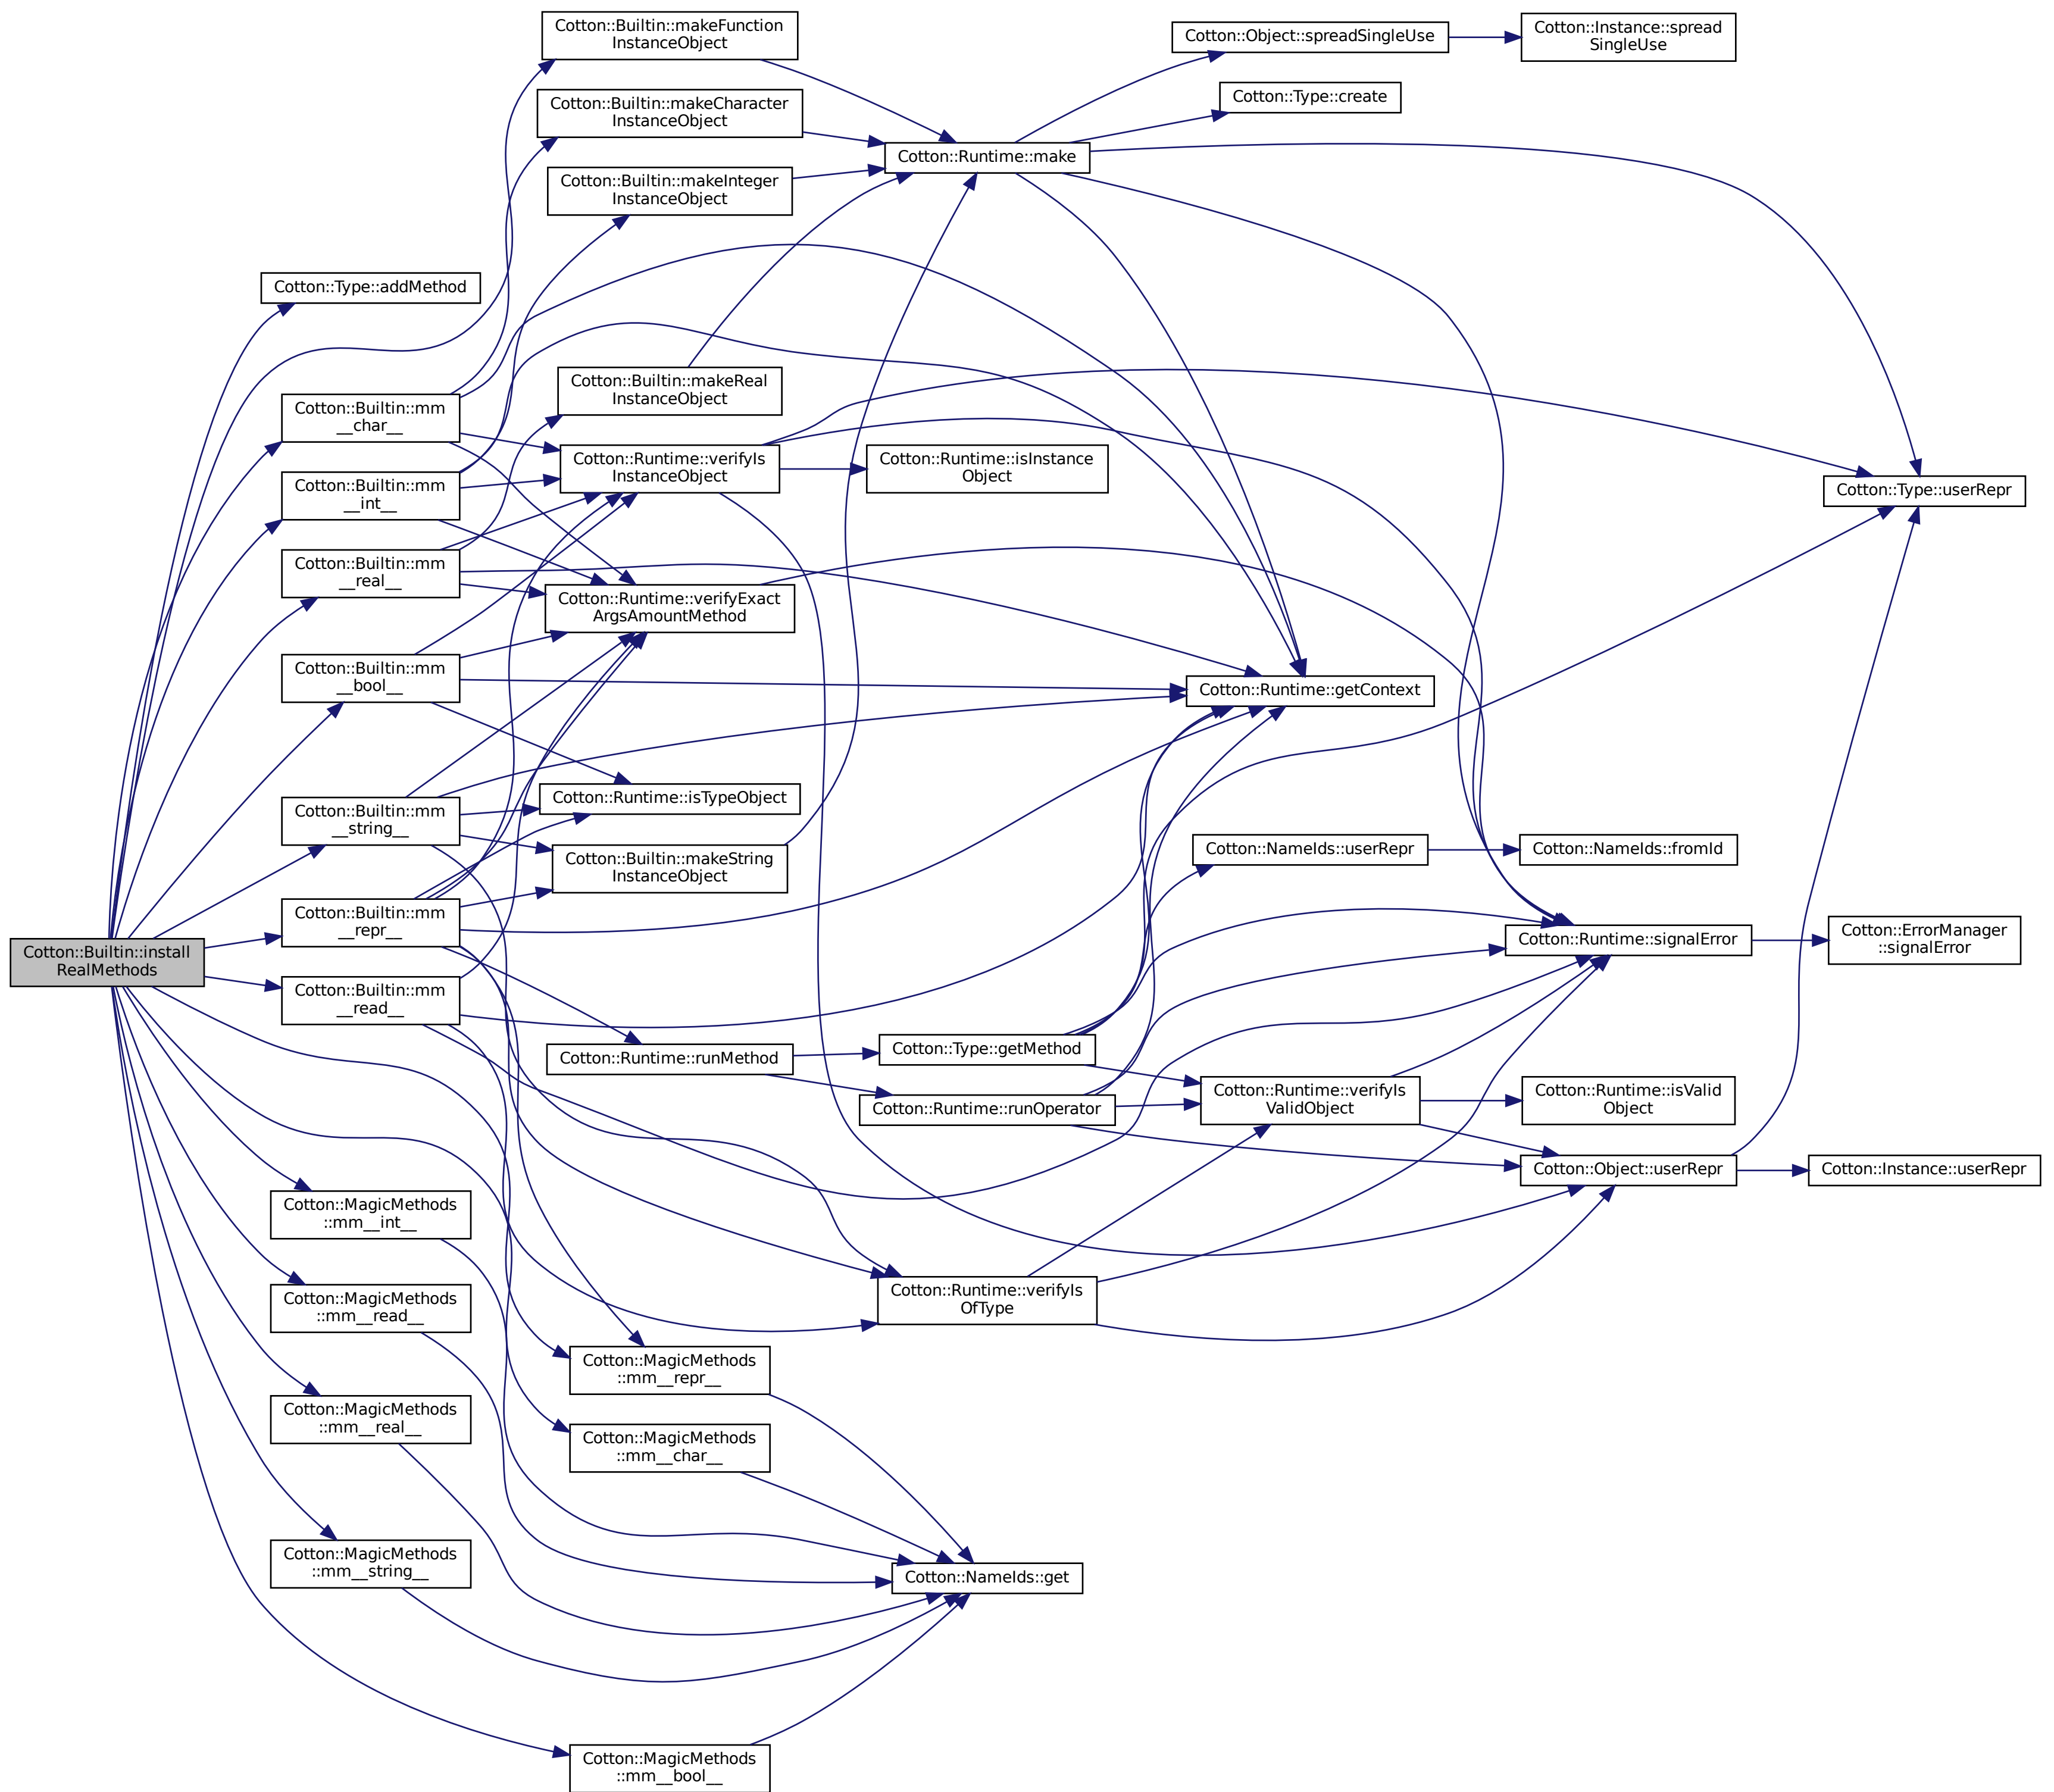 Cotton::Builtin::makeFunction
InstanceObject
Cotton::Object::spreadSingleUse
Cotton::Instance::spread
SingleUse
Cotton::Builtin::makeCharacter
InstanceObject
Cotton::Type::create
Cotton::Runtime::make
Cotton::Builtin::makeInteger
InstanceObject
Cotton::Type::addMethod
Cotton::Builtin::makeReal
InstanceObject
Cotton::Builtin::mm
__char__
Cotton::Runtime::verifyIs
InstanceObject
Cotton::Runtime::isInstance
Object
Cotton::Type::userRepr
Cotton::Builtin::mm
__int__
Cotton::Builtin::mm
__real__
Cotton::Runtime::verifyExact
ArgsAmountMethod
Cotton::Builtin::mm
__bool__
Cotton::Runtime::getContext
Cotton::Runtime::isTypeObject
Cotton::Builtin::mm
__string__
Cotton::Builtin::makeString
InstanceObject
Cotton::NameIds::userRepr
Cotton::NameIds::fromId
Cotton::Builtin::mm
__repr__
Cotton::Runtime::signalError
Cotton::ErrorManager
::signalError
Cotton::Builtin::install
RealMethods
Cotton::Builtin::mm
__read__
Cotton::Runtime::runMethod
Cotton::Type::getMethod
Cotton::Runtime::runOperator
Cotton::Runtime::verifyIs
ValidObject
Cotton::Runtime::isValid
Object
Cotton::Object::userRepr
Cotton::Instance::userRepr
Cotton::MagicMethods
::mm__int__
Cotton::MagicMethods
::mm__read__
Cotton::Runtime::verifyIs
OfType
Cotton::MagicMethods
::mm__repr__
Cotton::MagicMethods
::mm__real__
Cotton::MagicMethods
::mm__char__
Cotton::MagicMethods
::mm__string__
Cotton::NameIds::get
Cotton::MagicMethods
::mm__bool__